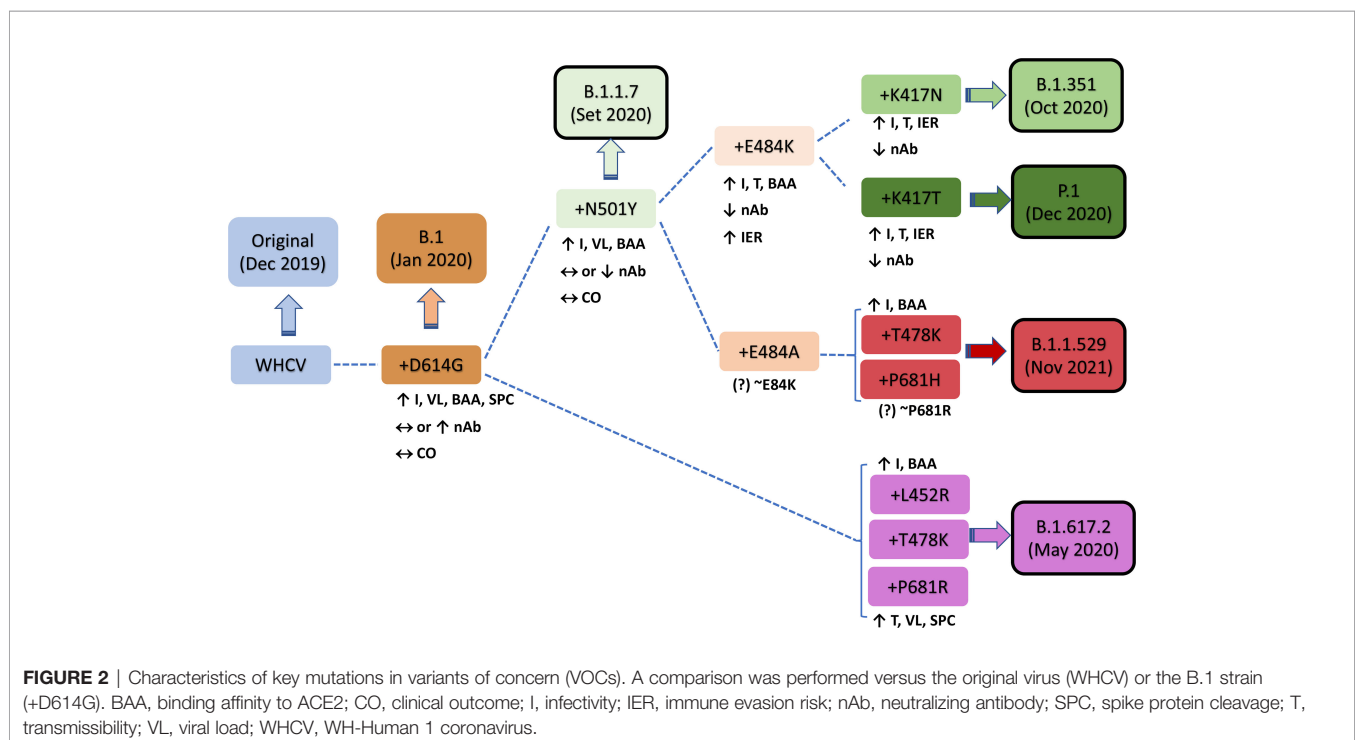 Original
(Dec 2019)
WHCV
B.1
(Jan 2020)
+D614G
↑ I, VL, BAA, SPC
↔ or ↑ nAb
↔ CO
B.1.1.7
(Set 2020)
+N501Y
↑ I, VL, BAA
↔ or ↓ nAb
↔ CO
+E484K
↑ I, T, BAA
↓ nAb
↑ IER
+K417N
↑ I, T, IER
↓ nAb
B.1.351
(Oct 2020)
+K417T
↑ I, T, IER
↓ nAb
P.1
(Dec 2020)
+E484A
(?) ~E84K
↑ I, BAA
+T478K
+P681H
(?) ~P681R
B.1.1.529
(Nov 2021)
↑ I, BAA
+L452R
+T478K
+P681R
↑ T, VL, SPC
B.1.617.2
(May 2020)
FIGURE 2 | Characteristics of key mutations in variants of concern (VOCs). A comparison was performed versus the original virus (WHCV) or the B.1 strain
(+D614G). BAA, binding affinity to ACE2; CO, clinical outcome; I, infectivity; IER, immune evasion risk; nAb, neutralizing antibody; SPC, spike protein cleavage; T,
transmissibility; VL, viral load; WHCV, WH-Human 1 coronavirus.